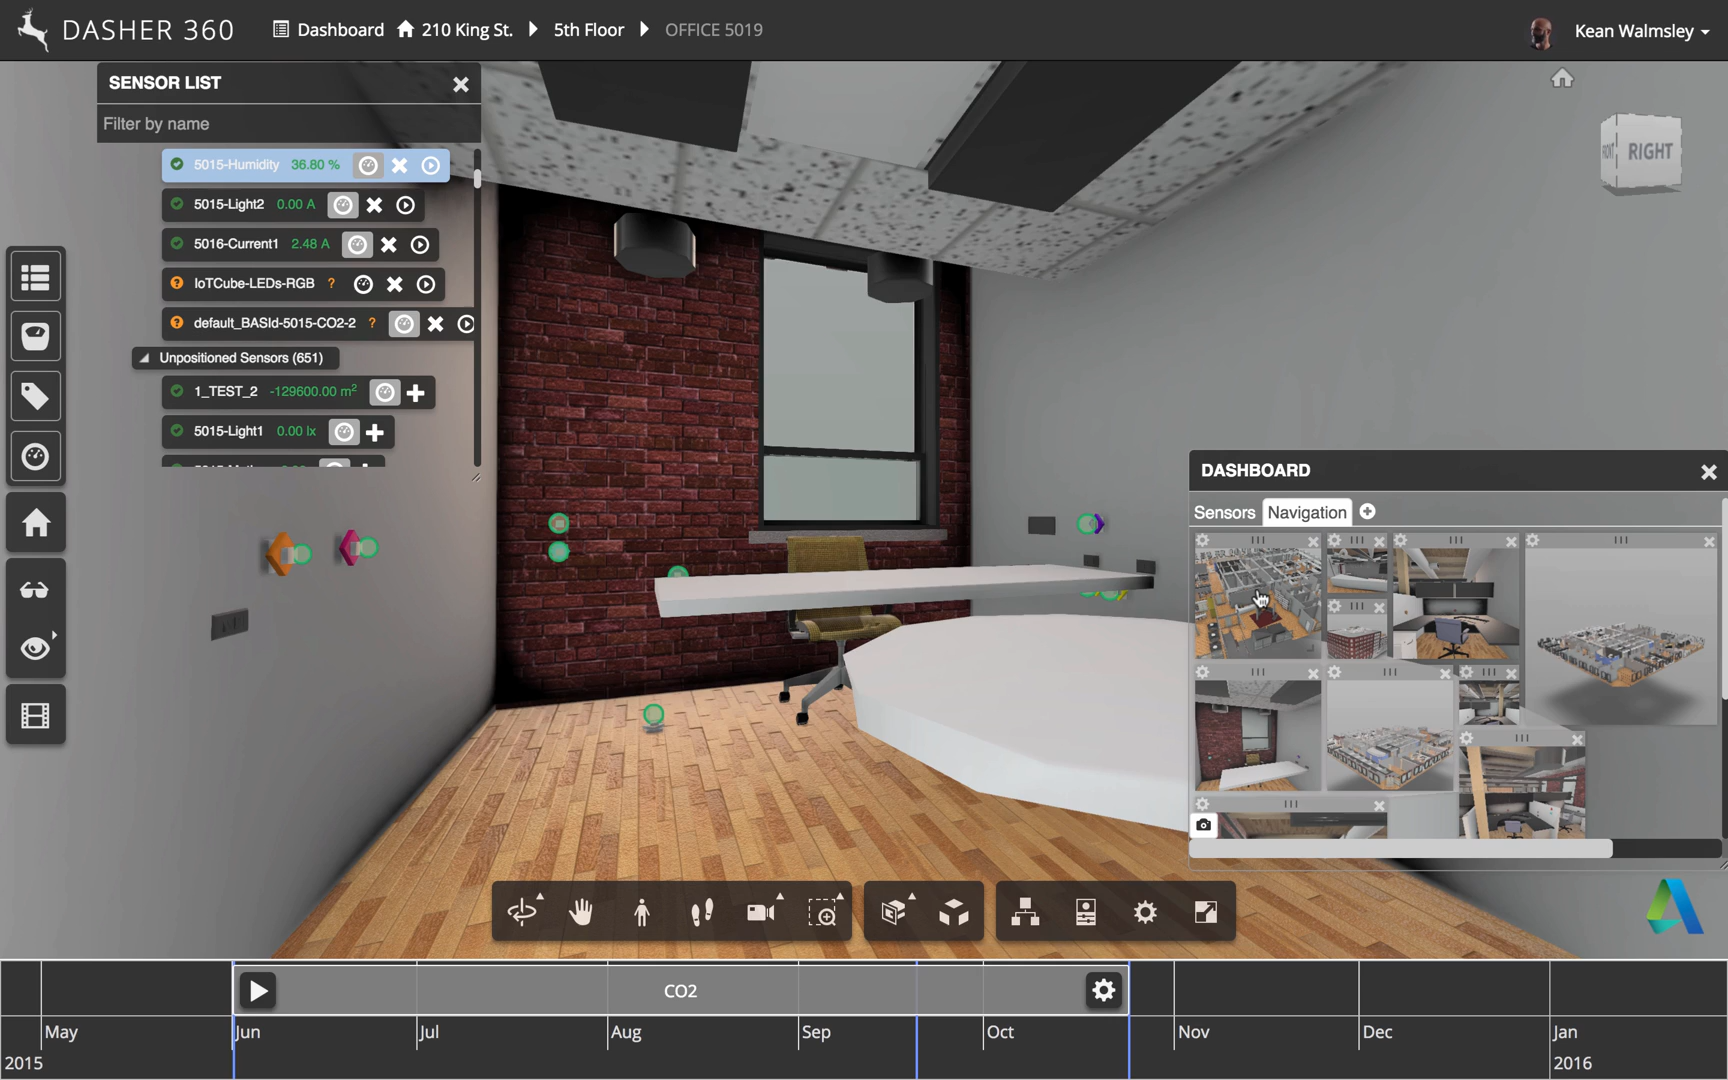 DASHER 360
Dashboard 210 King St. 5th Floor OFFICE 5019
Kean Walmsley
SENSOR LIST
Filter by name
5015-Humidity 36.80 %
5015-Light2 0.00 A
5016-Current1 2.48 A
IoTCube-LEDs-RGB ?
default_BASId-5015-CO2-2 ?
Unpositioned Sensors (651)
1_TEST_2 -129600.00 m²
5015-Light1 0.00 lx
RIGHT
DASHBOARD
Sensors Navigation
CO2
May Jun Jul Aug Sep Oct Nov Dec Jan
2015 2016